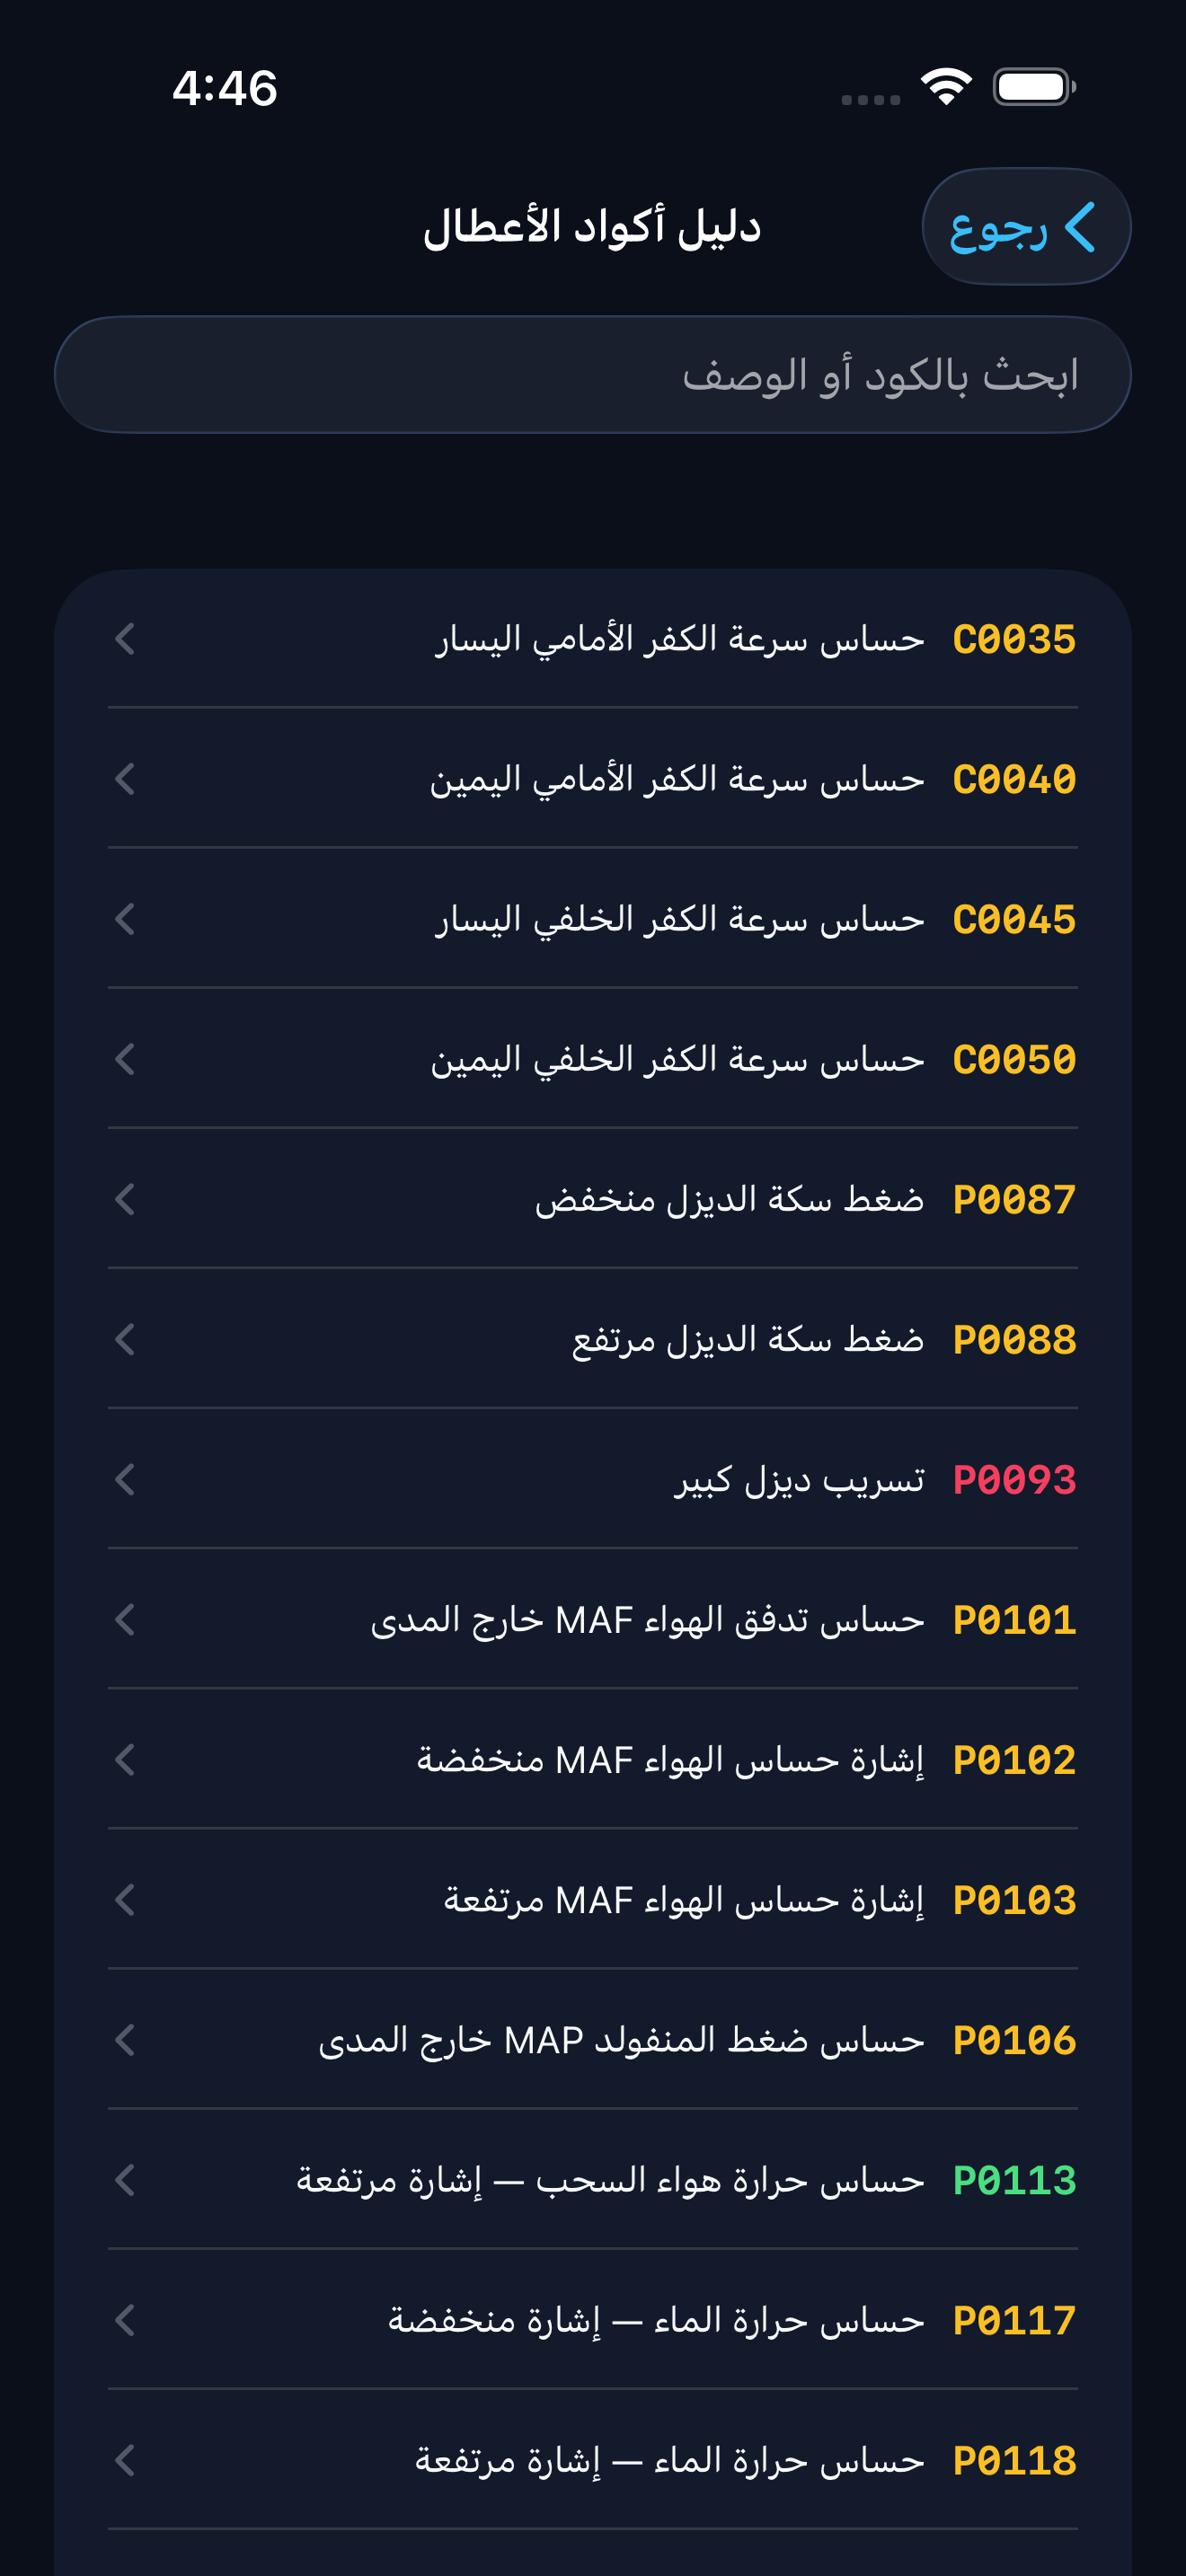 4:46
رجوع
دليل أكواد الأعطال
ابحث بالكود أو الوصف
C0035 حساس سرعة الكفر الأمامي اليسار
C0040 حساس سرعة الكفر الأمامي اليمين
C0045 حساس سرعة الكفر الخلفي اليسار
C0050 حساس سرعة الكفر الخلفي اليمين
P0087 ضغط سكة الديزل منخفض
P0088 ضغط سكة الديزل مرتفع
P0093 تسريب ديزل كبير
P0101 حساس تدفق الهواء MAF خارج المدى
P0102 إشارة حساس الهواء MAF منخفضة
P0103 إشارة حساس الهواء MAF مرتفعة
P0106 حساس ضغط المنفولد MAP خارج المدى
P0113 حساس حرارة هواء السحب — إشارة مرتفعة
P0117 حساس حرارة الماء — إشارة منخفضة
P0118 حساس حرارة الماء — إشارة مرتفعة